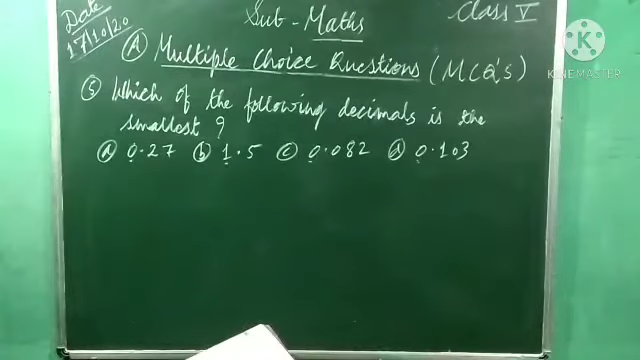 Date
17/10/20
Sub - Maths
Class V
KINEMASTER
(A) Multiple Choice Questions (MCQ's)
(5) Which of the following decimals is the
smallest ?
(a) 0.27 (b) 1.5 (c) 0.082 (d) 0.103